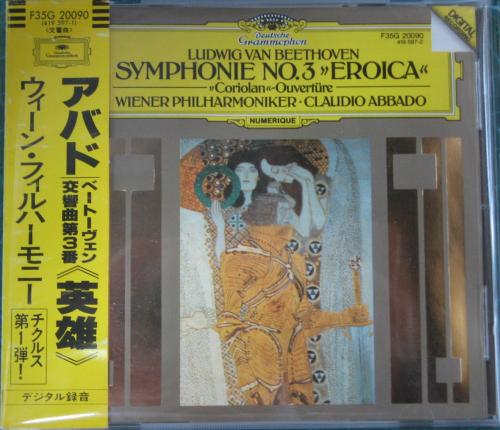 F35G 20090
(419 597-1)
〈交響曲〉
アバド
ベートーヴェン
交響曲第3番
《英雄》
ウィーン・フィルハーモニー
チクルス
第1弾!
デジタル録音
Deutsche
Grammophon
F35G 20090
419 597-2
DIGITAL
LUDWIG VAN BEETHOVEN
SYMPHONIE NO.3 »EROICA«
»Coriolan«-Ouvertüre
WIENER PHILHARMONIKER · CLAUDIO ABBADO
NUMERIQUE